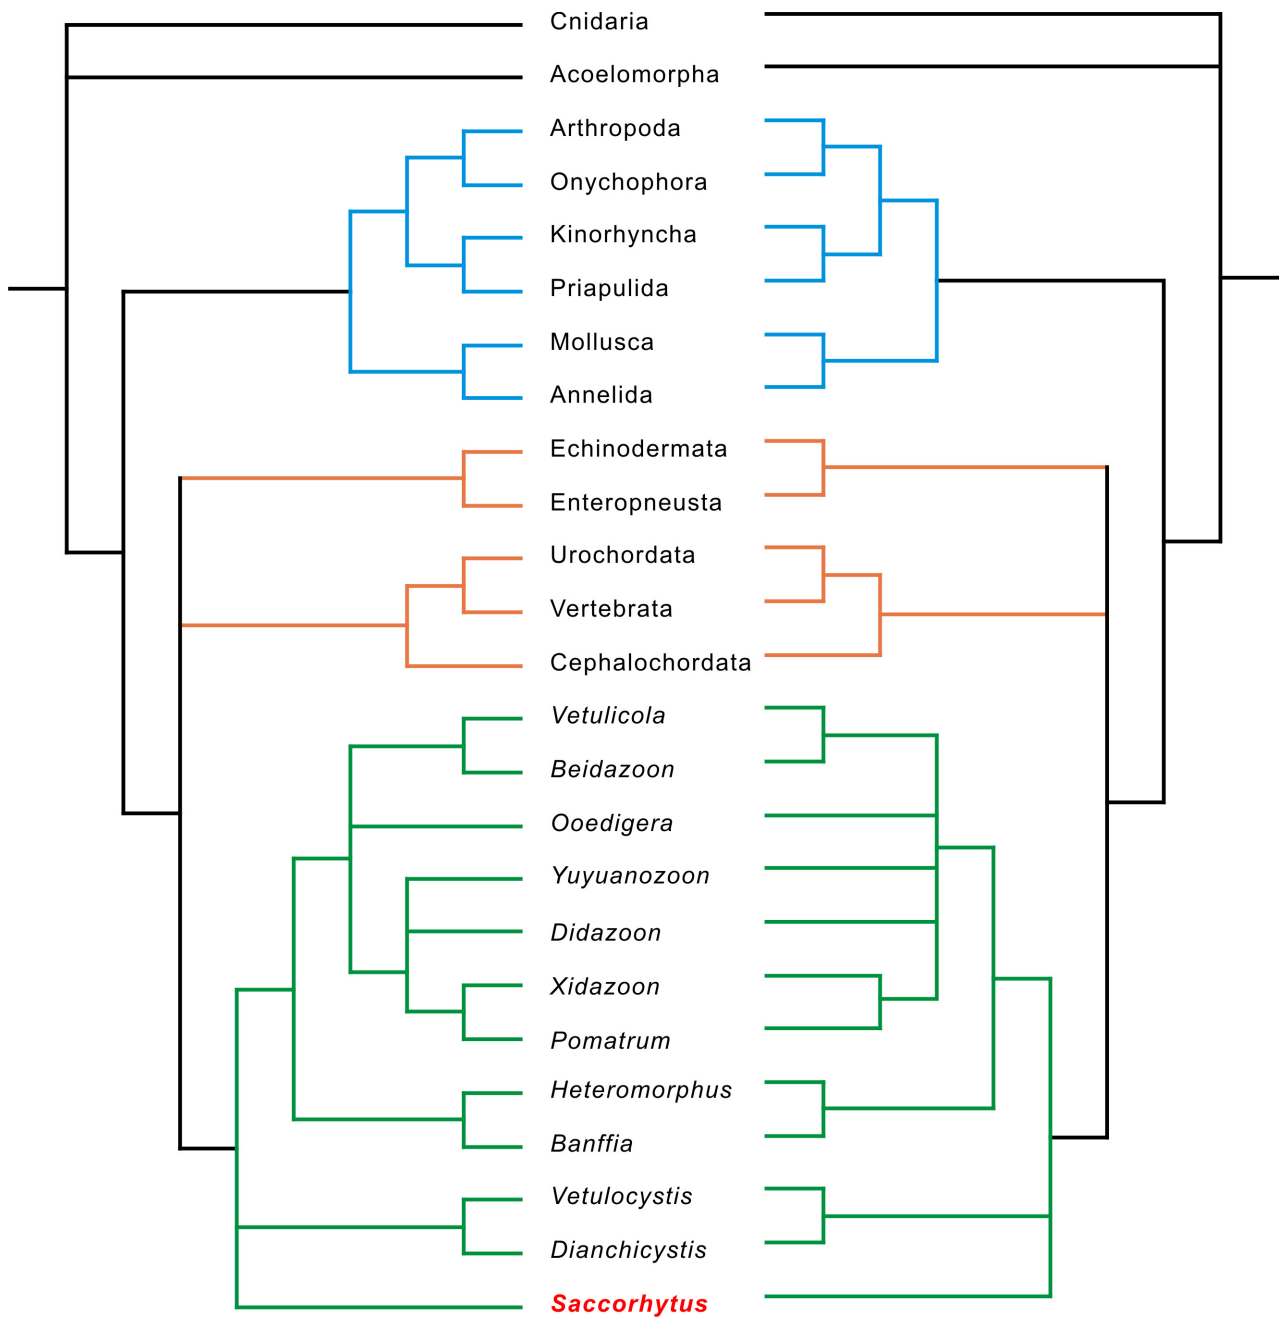 Cnidaria
Acoelomorpha
Arthropoda
Onychophora
Kinorhyncha
Priapulida
Mollusca
Annelida
Echinodermata
Enteropneusta
Urochordata
Vertebrata
Cephalochordata
Vetulicola
Beidazoon
Ooedigera
Yuyuanozoon
Didazoon
Xidazoon
Pomatrum
Heteromorphus
Banffia
Vetulocystis
Dianchicystis
Saccorhytus